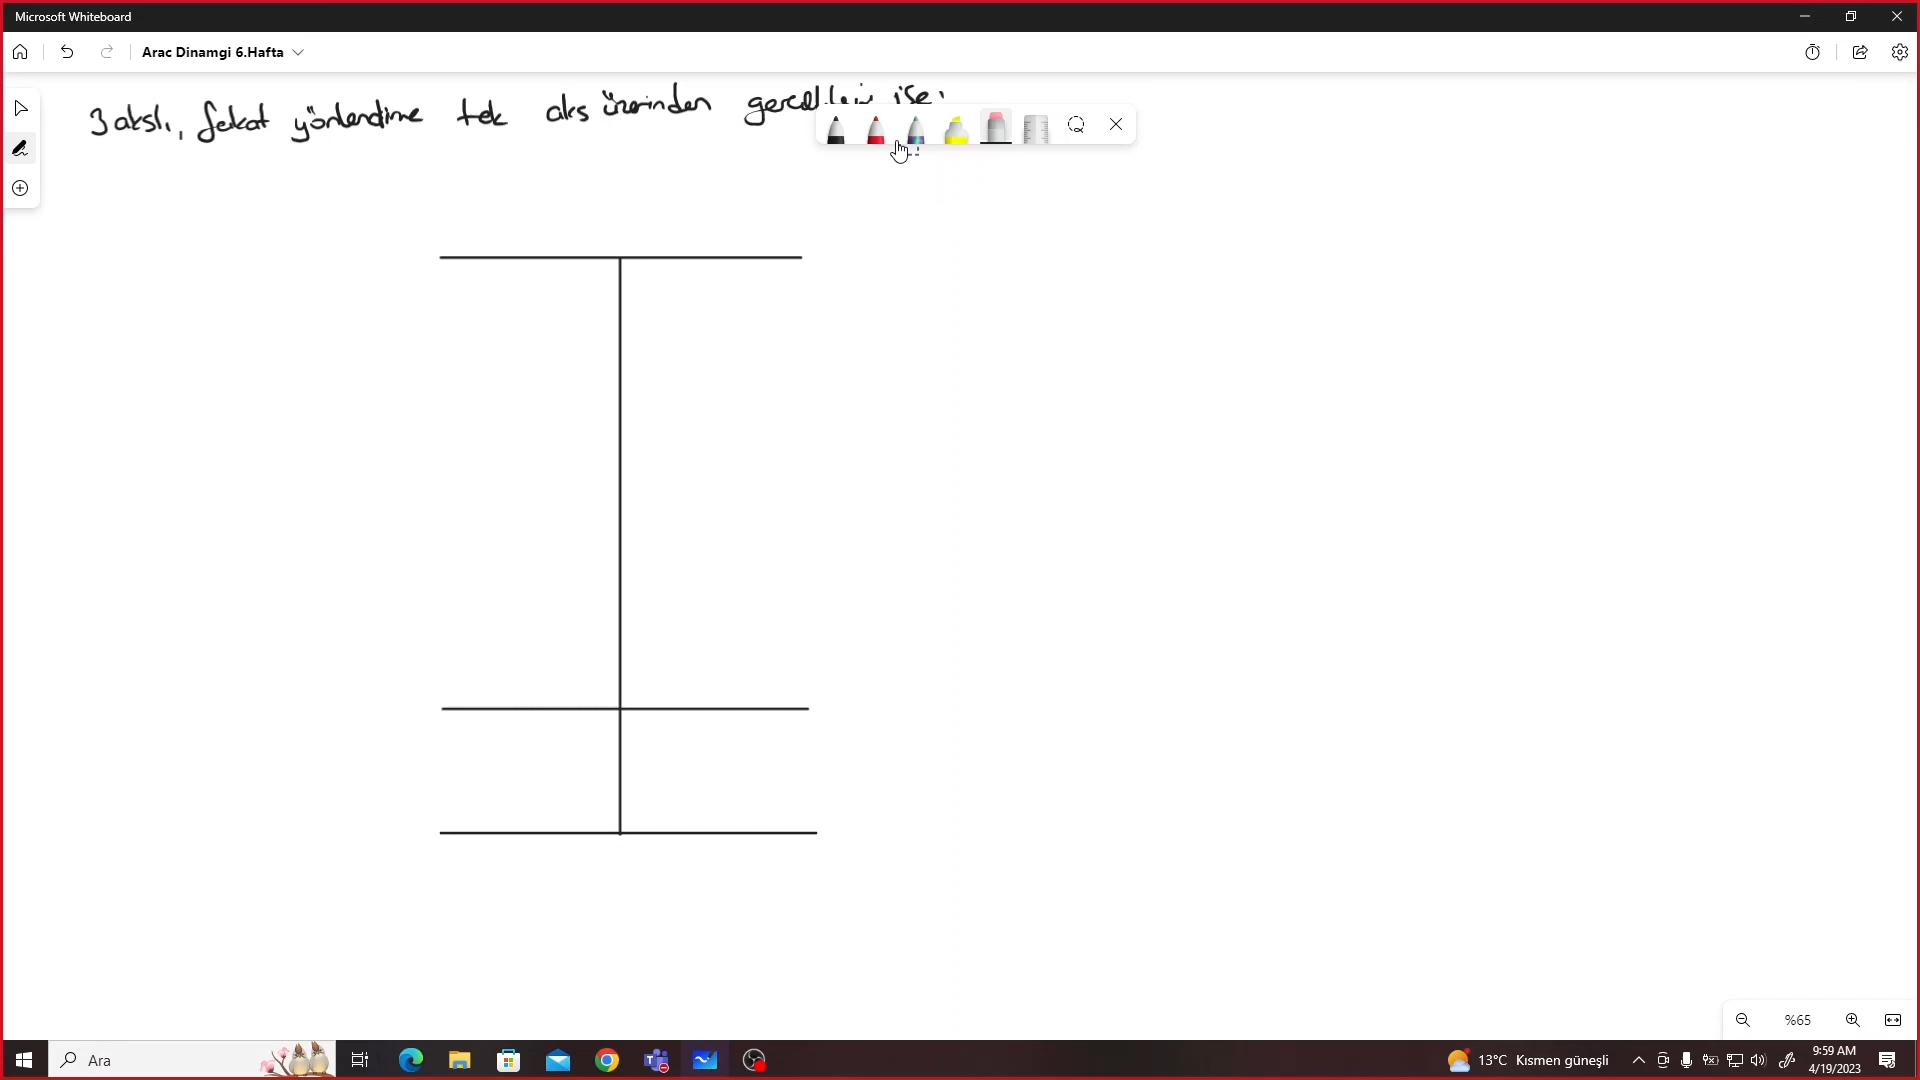 Microsoft Whiteboard
Arac Dinamgi 6.Hafta
3 akslı, fakat yönlendirme tek aks üzerinden ise;
%65
Ara
13°C Kısmen güneşli
9:59 AM
4/19/2023